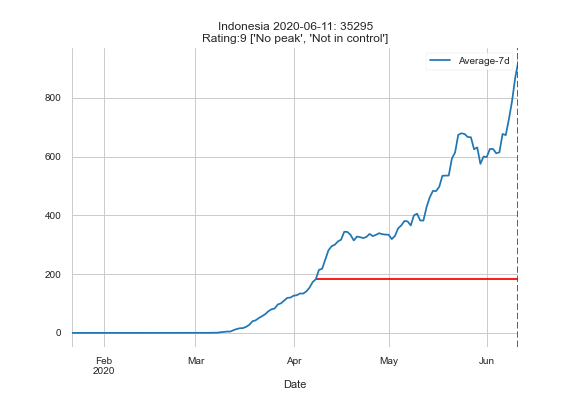 Indonesia 2020-06-11: 35295
Rating:9 ['No peak', 'Not in control']
Average-7d
800
600
400
200
0
Feb
2020
Mar
Apr
May
Jun
Date